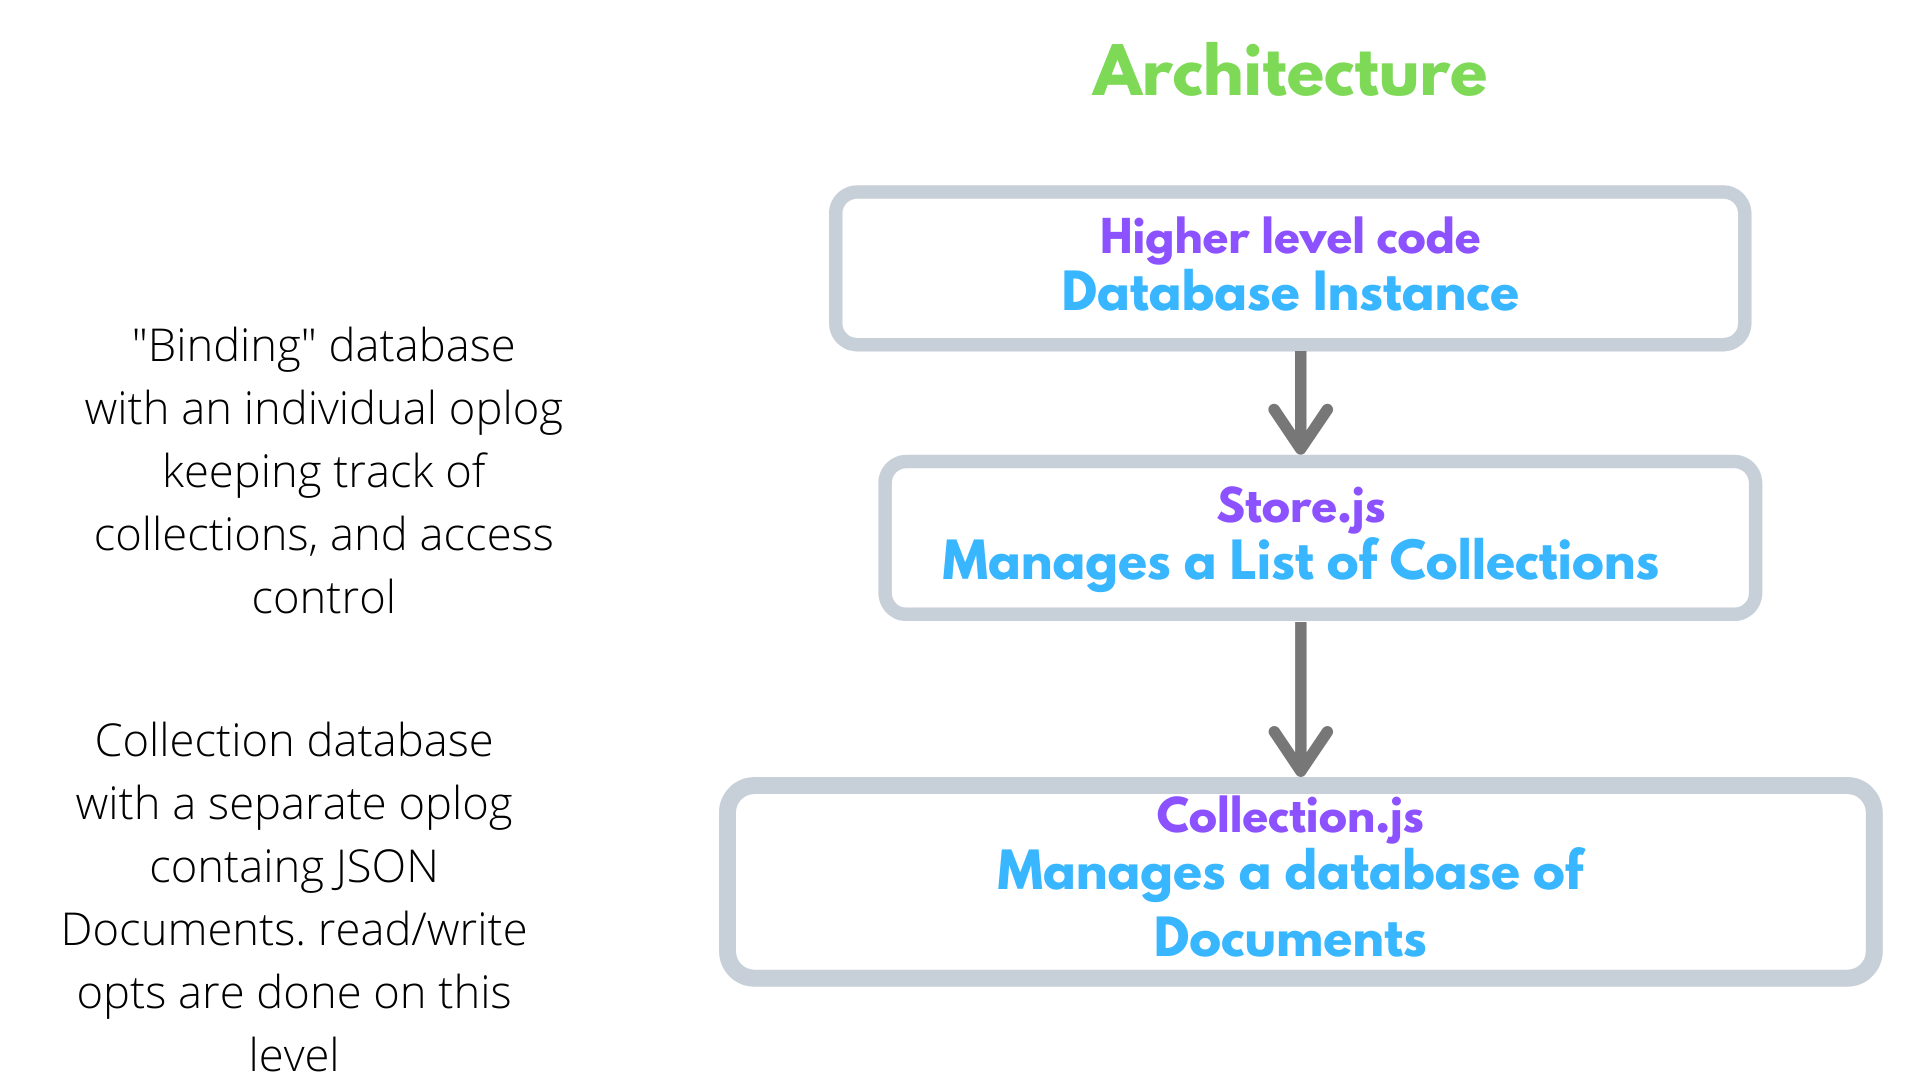 Architecture
Higher level code
Database Instance
"Binding" database
with an individual oplog
keeping track of
collections, and access
control
Store.js
Manages a List of Collections
Collection database
with a separate oplog
containg JSON
Documents. read/write
opts are done on this
level
Collection.js
Manages a database of
Documents